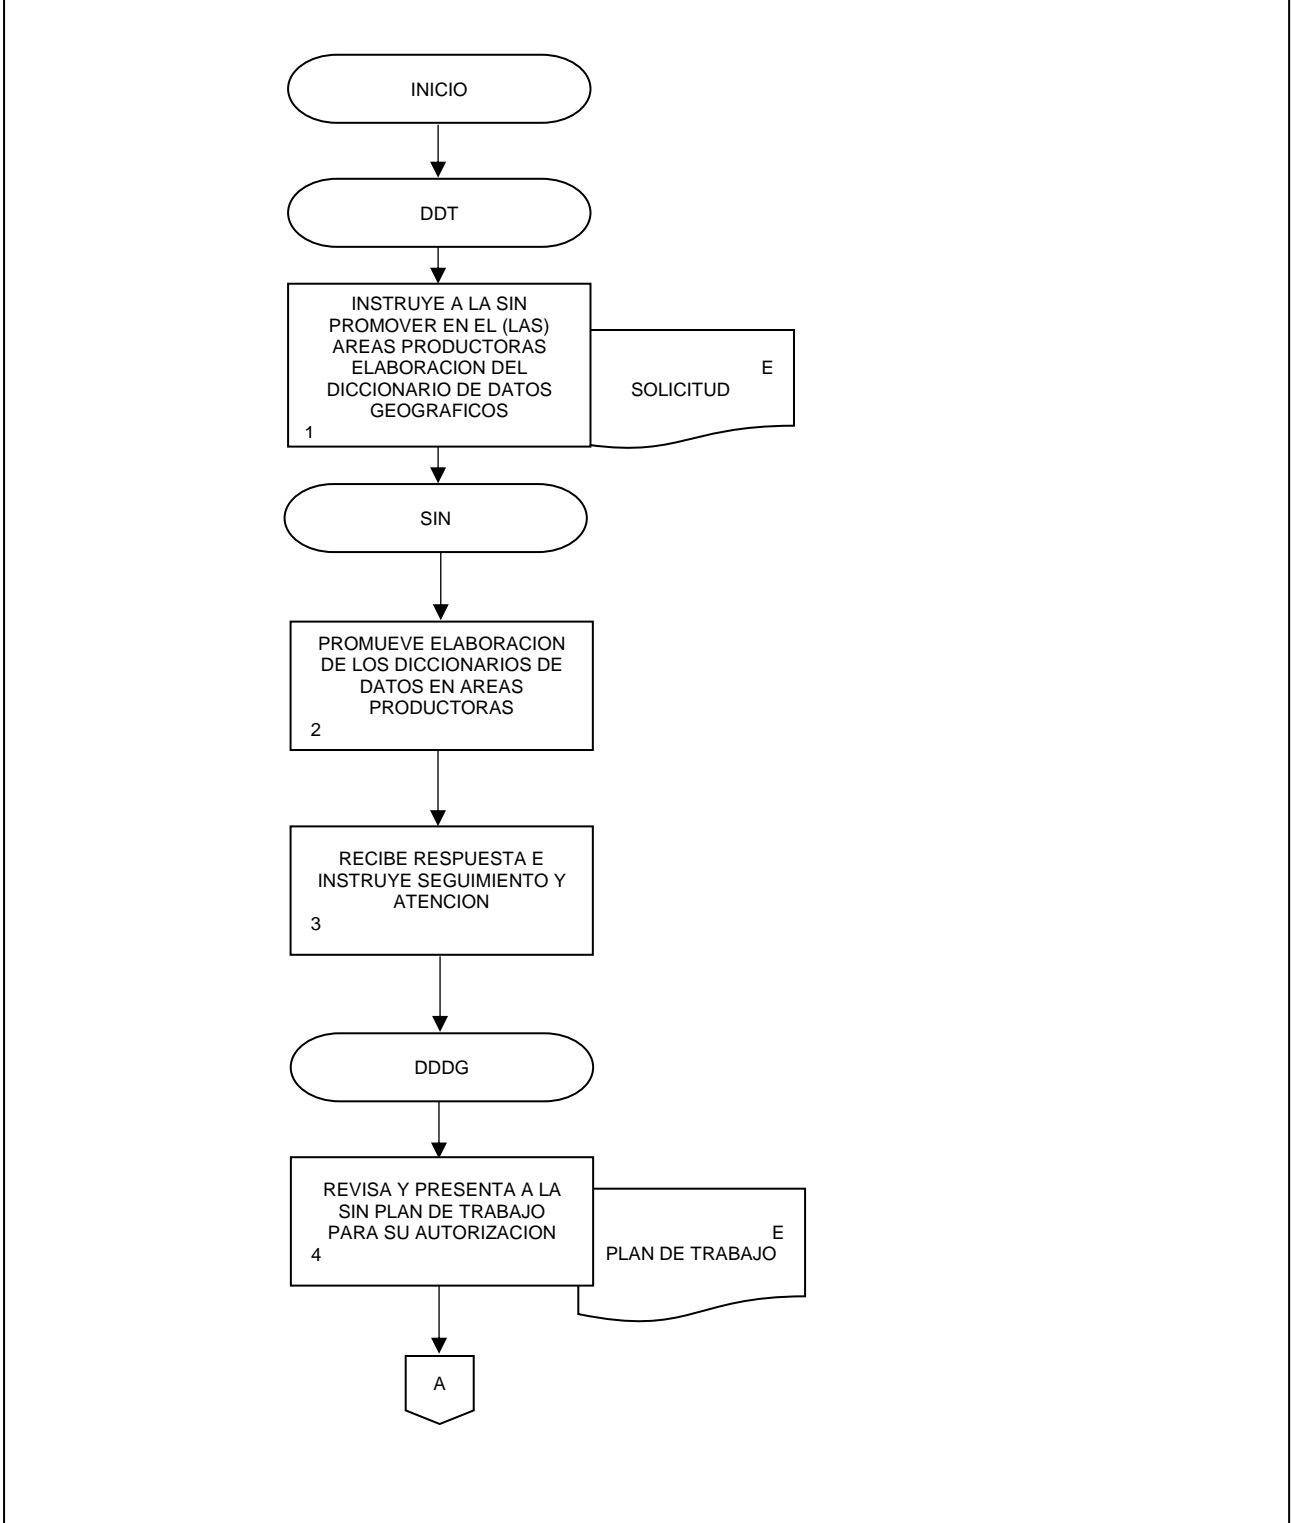 INICIO
DDT
INSTRUYE A LA SIN
PROMOVER EN EL (LAS)
AREAS PRODUCTORAS
ELABORACION DEL
DICCIONARIO DE DATOS
GEOGRAFICOS
1
E
SOLICITUD
SIN
PROMUEVE ELABORACION
DE LOS DICCIONARIOS DE
DATOS EN AREAS
PRODUCTORAS
2
RECIBE RESPUESTA E
INSTRUYE SEGUIMIENTO Y
ATENCION
3
DDDG
REVISA Y PRESENTA A LA
SIN PLAN DE TRABAJO
PARA SU AUTORIZACION
4
E
PLAN DE TRABAJO
A